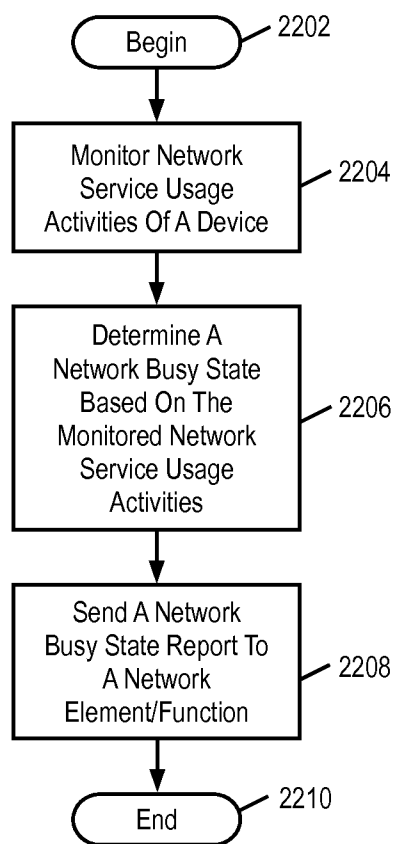 Begin
2202
Monitor Network
Service Usage
Activities Of A Device
2204
Determine A
Network Busy State
Based On The
Monitored Network
Service Usage
Activities
2206
Send A Network
Busy State Report To
A Network
Element/Function
2208
End
2210